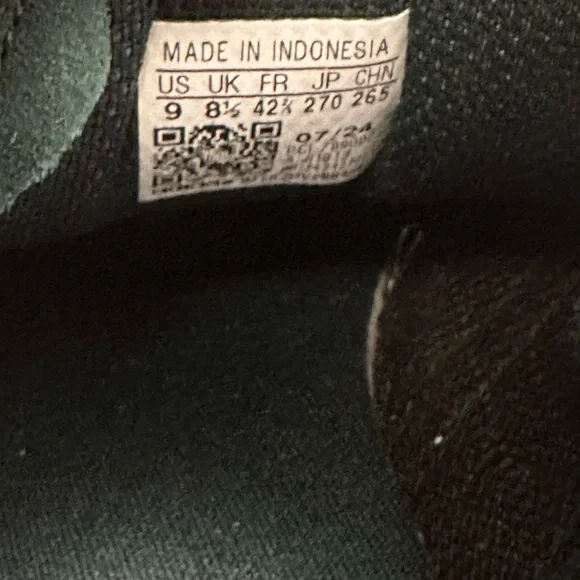 MADE IN INDONESIA
US UK FR JP CHN
9 8½ 42⅔ 270 265
07/24